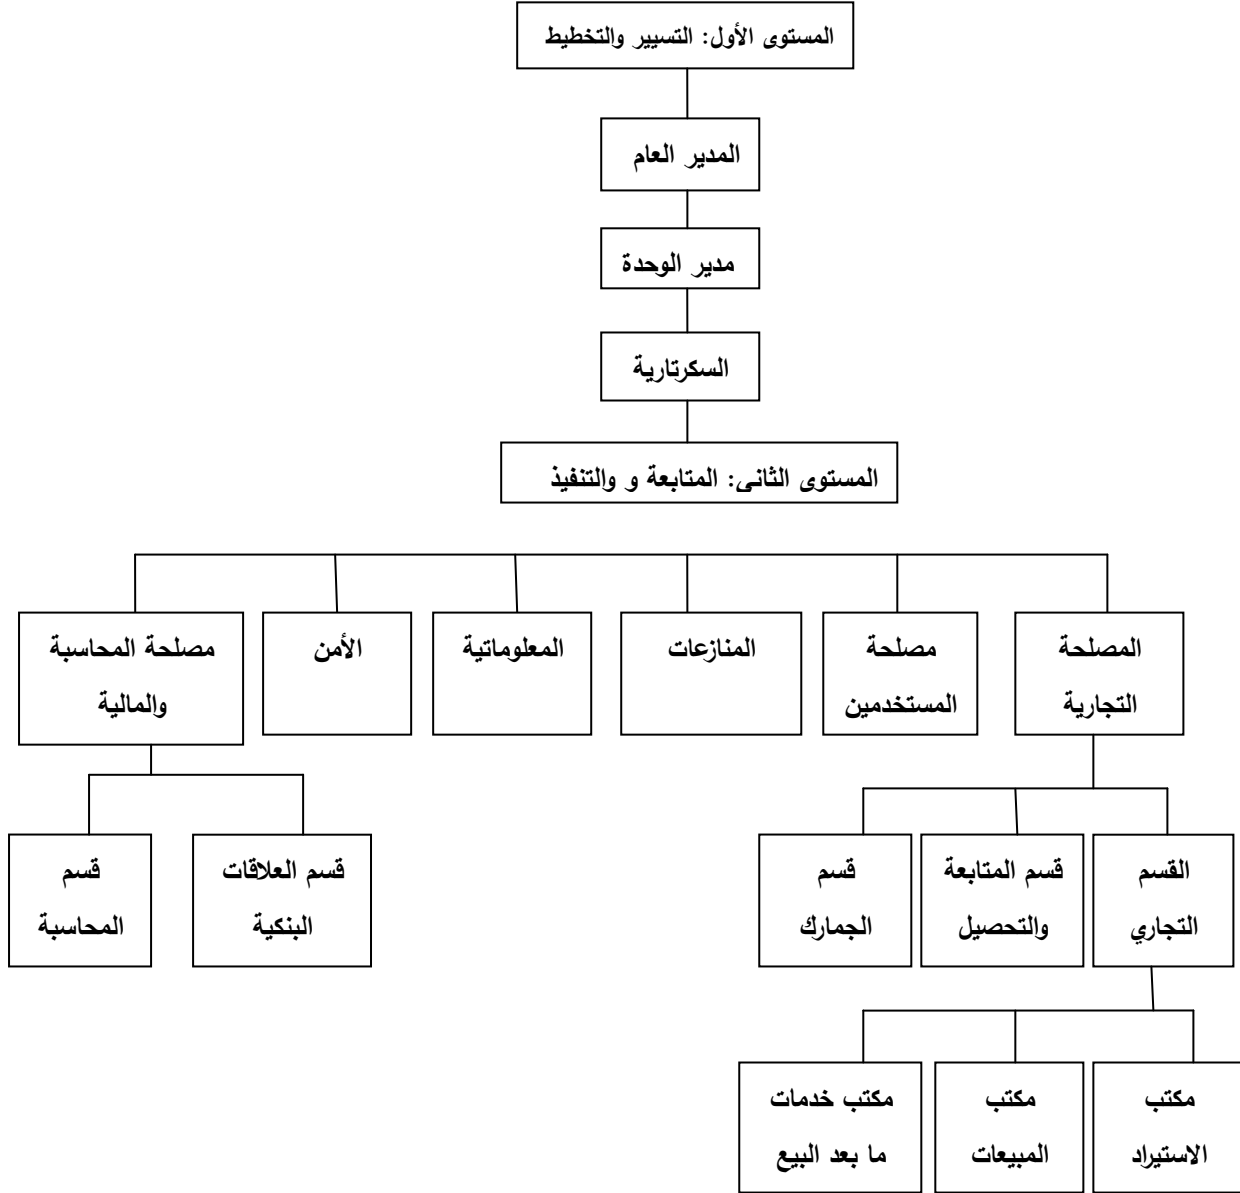 المستوى الأول: التسيير والتخطيط
المدير العام
مدير الوحدة
السكرتارية
المستوى الثاني: المتابعة و والتنفيذ
المصلحة
التجارية
مصلحة
المستخدمين
المنازعات
المعلوماتية
الأمن
مصلحة المحاسبة
والمالية
القسم
التجاري
قسم المتابعة
والتحصيل
قسم
الجمارك
قسم العلاقات
البنكية
قسم
المحاسبة
مكتب
الاستيراد
مكتب
المبيعات
مكتب خدمات
ما بعد البيع